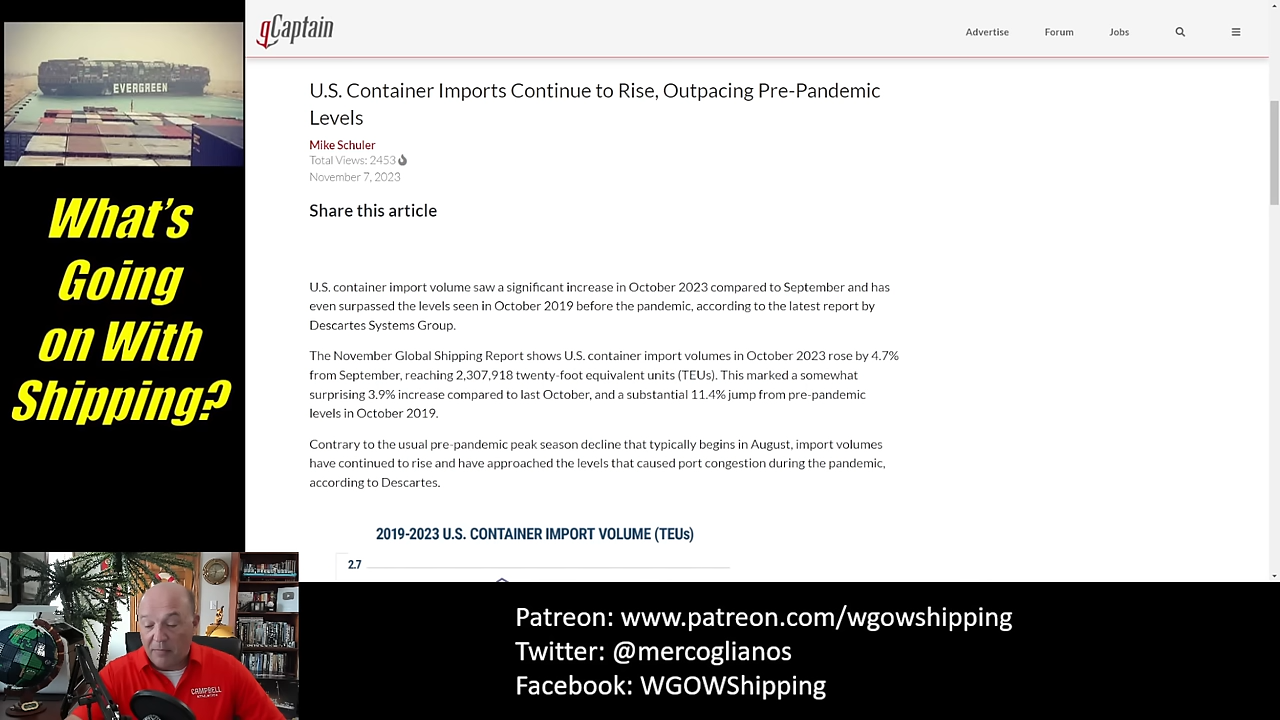 gCaptain
Advertise
Forum
Jobs
EVERGREEN
What's
Going
on With
Shipping?
U.S. Container Imports Continue to Rise, Outpacing Pre-Pandemic
Levels
Mike Schuler
Total Views: 2453
November 7, 2023
Share this article
U.S. container import volume saw a significant increase in October 2023 compared to September and has
even surpassed the levels seen in October 2019 before the pandemic, according to the latest report by
Descartes Systems Group.
The November Global Shipping Report shows U.S. container import volumes in October 2023 rose by 4.7%
from September, reaching 2,307,918 twenty-foot equivalent units (TEUs). This marked a somewhat
surprising 3.9% increase compared to last October, and a substantial 11.4% jump from pre-pandemic
levels in October 2019.
Contrary to the usual pre-pandemic peak season decline that typically begins in August, import volumes
have continued to rise and have approached the levels that caused port congestion during the pandemic,
according to Descartes.
2019-2023 U.S. CONTAINER IMPORT VOLUME (TEUs)
2.7
CAMPBELL
Patreon: www.patreon.com/wgowshipping
Twitter: @mercoglianos
Facebook: WGOWShipping